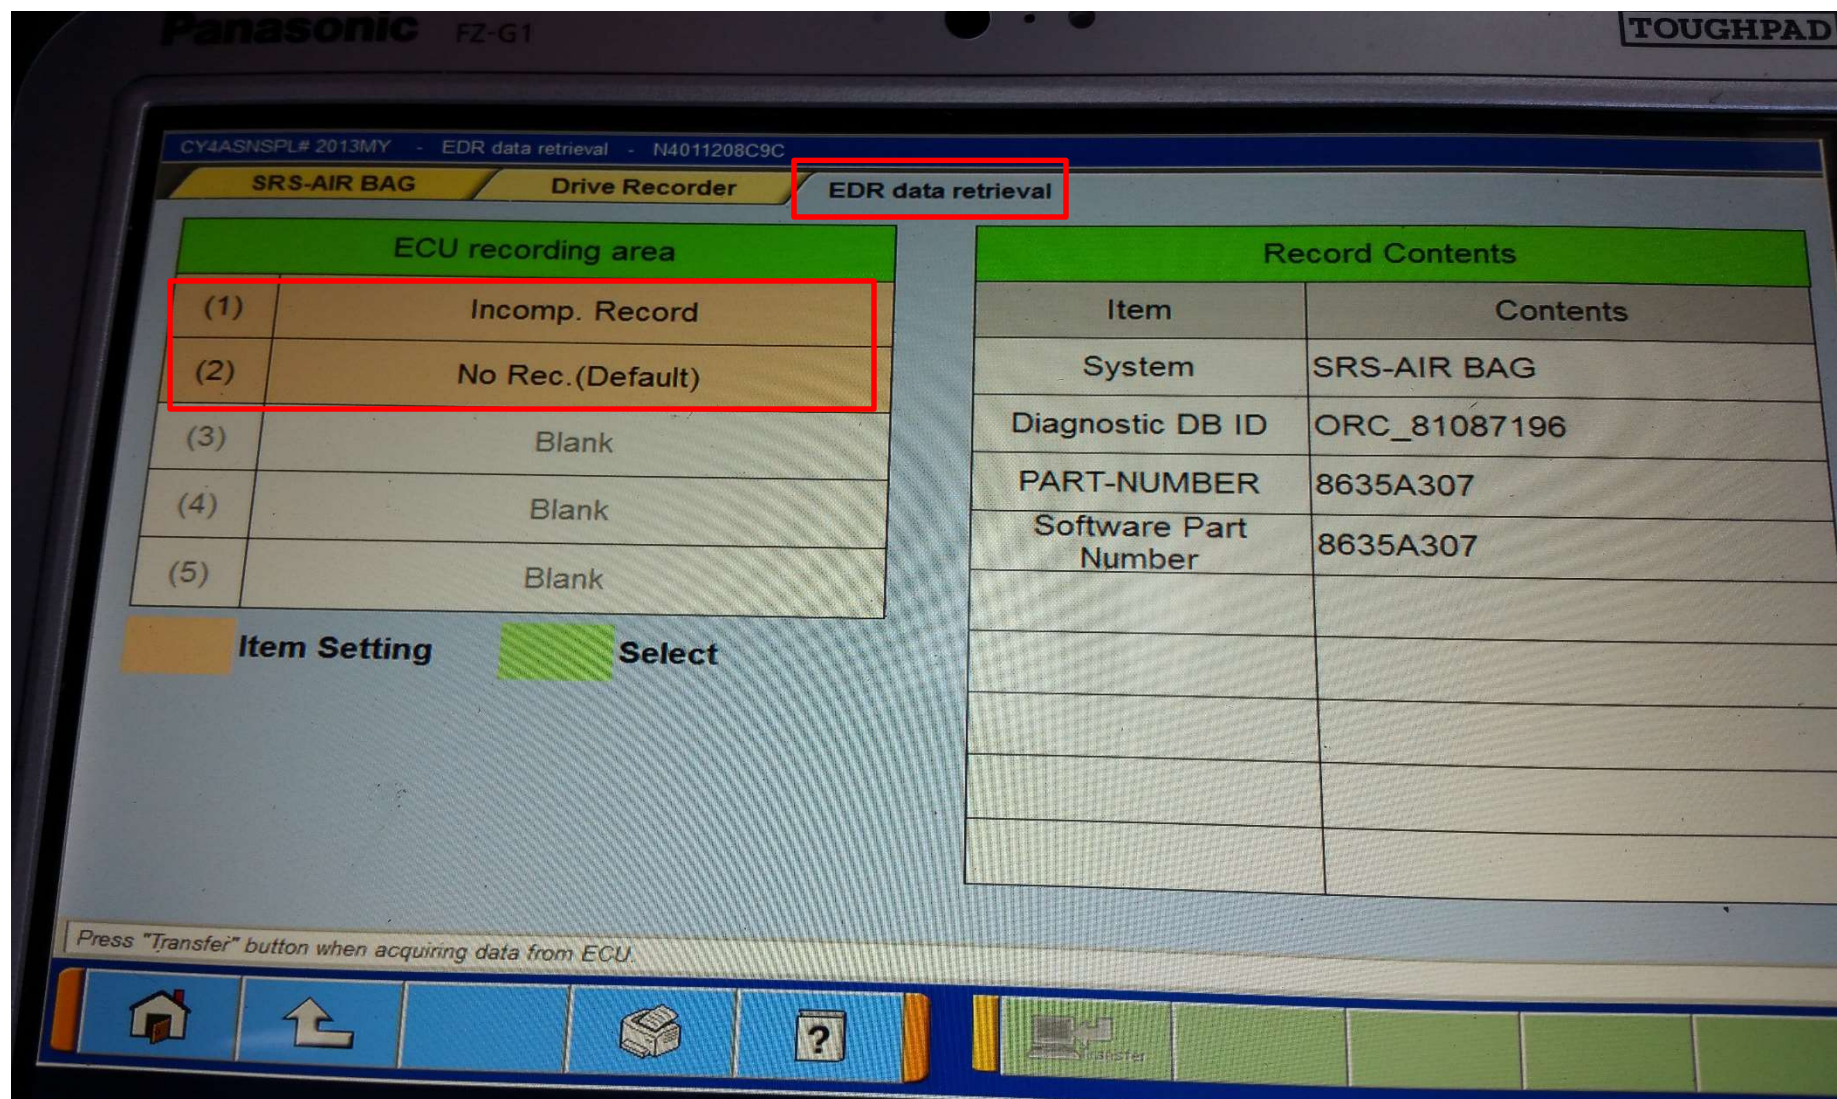 Panasonic FZ-G1
TOUGHPAD
CY4ASNSPL# 2013MY - EDR data retrieval - N4011208C9C
SRS-AIR BAG
Drive Recorder
EDR data retrieval
ECU recording area
(1) Incomp. Record
(2) No Rec.(Default)
(3) Blank
(4) Blank
(5) Blank
Item Setting
Select
Record Contents
Item Contents
System SRS-AIR BAG
Diagnostic DB ID ORC_81087196
PART-NUMBER 8635A307
Software Part
Number 8635A307
Press "Transfer" button when acquiring data from ECU.
?
Transfer